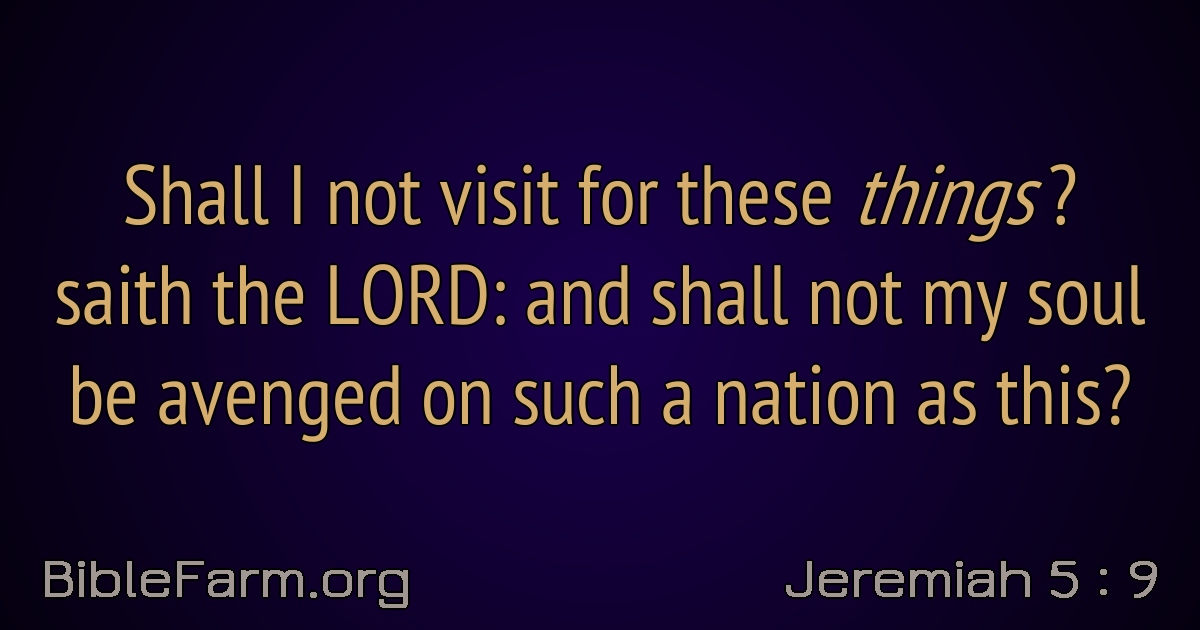 Shall I not visit for these things?
saith the LORD: and shall not my soul
be avenged on such a nation as this?
BibleFarm.org
Jeremiah 5 : 9